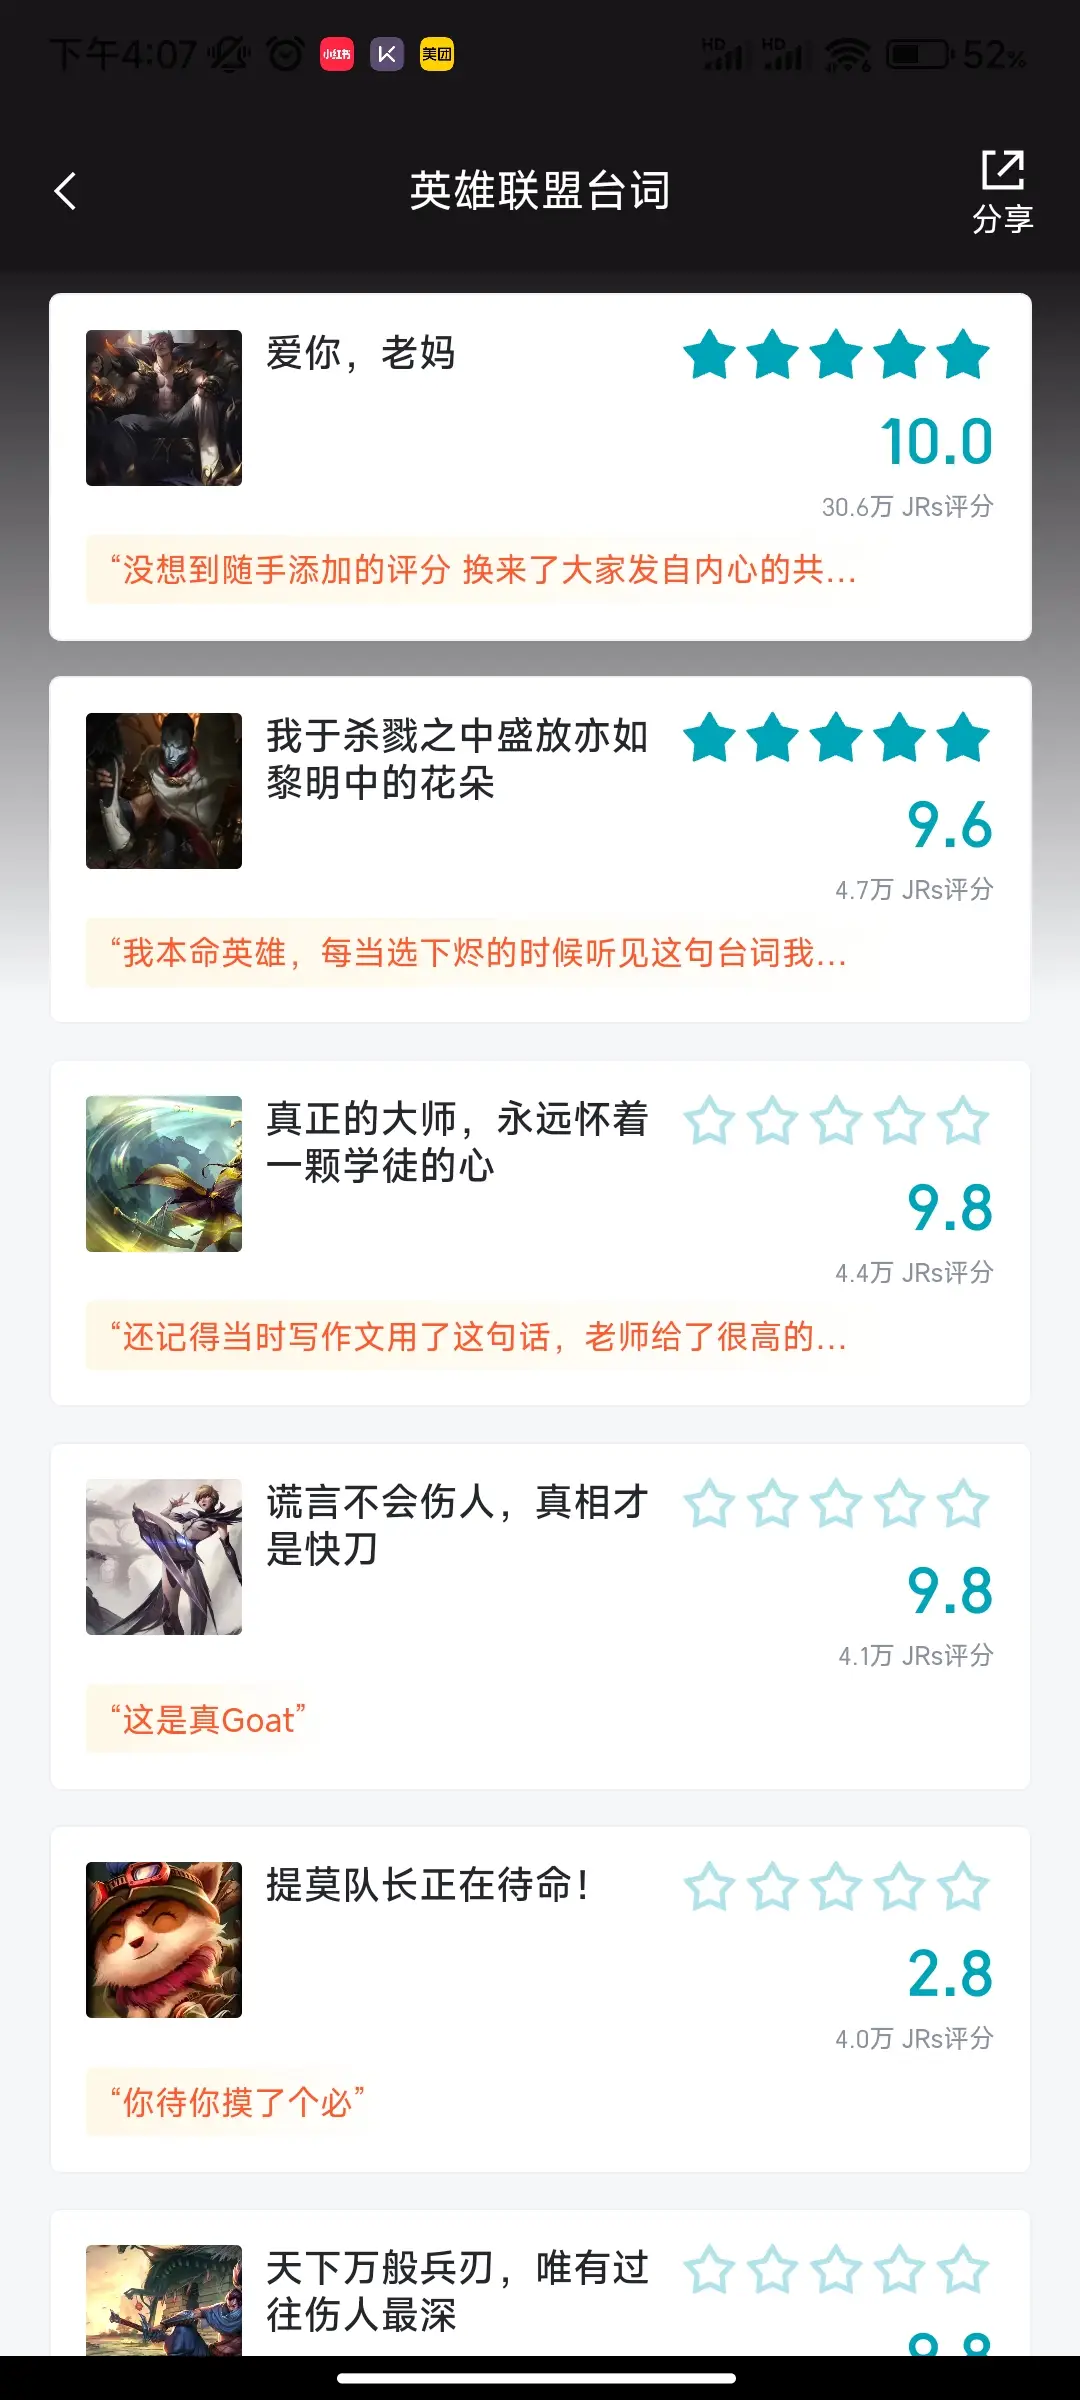 下午4:07
小红书
美团
HD
HD
52%
英雄联盟台词
分享
爱你，老妈
10.0
30.6万 JRs评分
“没想到随手添加的评分 换来了大家发自内心的共...
我于杀戮之中盛放亦如
黎明中的花朵
9.6
4.7万 JRs评分
“我本命英雄，每当选下烬的时候听见这句台词我...
真正的大师，永远怀着
一颗学徒的心
9.8
4.4万 JRs评分
“还记得当时写作文用了这句话，老师给了很高的...
谎言不会伤人，真相才
是快刀
9.8
4.1万 JRs评分
“这是真Goat”
提莫队长正在待命！
2.8
4.0万 JRs评分
“你待你摸了个必”
天下万般兵刃，唯有过
往伤人最深
9.8